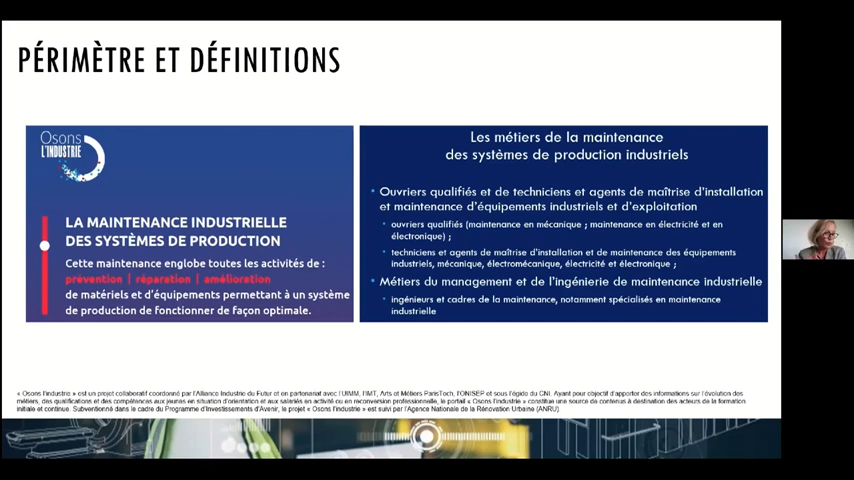 PÉRIMÈTRE ET DÉFINITIONS
Osons
L'INDUSTRIE
LA MAINTENANCE INDUSTRIELLE
DES SYSTÈMES DE PRODUCTION
Cette maintenance englobe toutes les activités de :
prévention | réparation | amélioration
de matériels et d'équipements permettant à un système
de production de fonctionner de façon optimale.
Les métiers de la maintenance
des systèmes de production industriels
• Ouvriers qualifiés et de techniciens et agents de maîtrise d'installation
et maintenance d'équipements industriels et d'exploitation
• ouvriers qualifiés (maintenance en mécanique ; maintenance en électricité et en
électronique) ;
• techniciens et agents de maîtrise d'installation et de maintenance des équipements
industriels, mécanique, électromécanique, électricité et électronique ;
• Métiers du management et de l'ingénierie de maintenance industrielle
• ingénieurs et cadres de la maintenance, notamment spécialisés en maintenance
industrielle
« Osons l'industrie » est un projet collaboratif coordonné par l'Alliance Industrie du Futur et en partenariat avec l'UIMM, l'IMT, Arts et Métiers ParisTech, l'ONISEP et sous l'égide du CNI. Ayant pour objectif d'apporter des informations sur l'évolution des
métiers, des qualifications et des compétences aux jeunes en situation d'orientation et aux salariés en activité ou en reconversion professionnelle, le portail « Osons l'industrie » constitue une source de contenus à destination des acteurs de la formation
initiale et continue. Subventionné dans le cadre du Programme d'Investissements d'Avenir, le projet « Osons l'industrie » est suivi par l'Agence Nationale de la Rénovation Urbaine (ANRU).